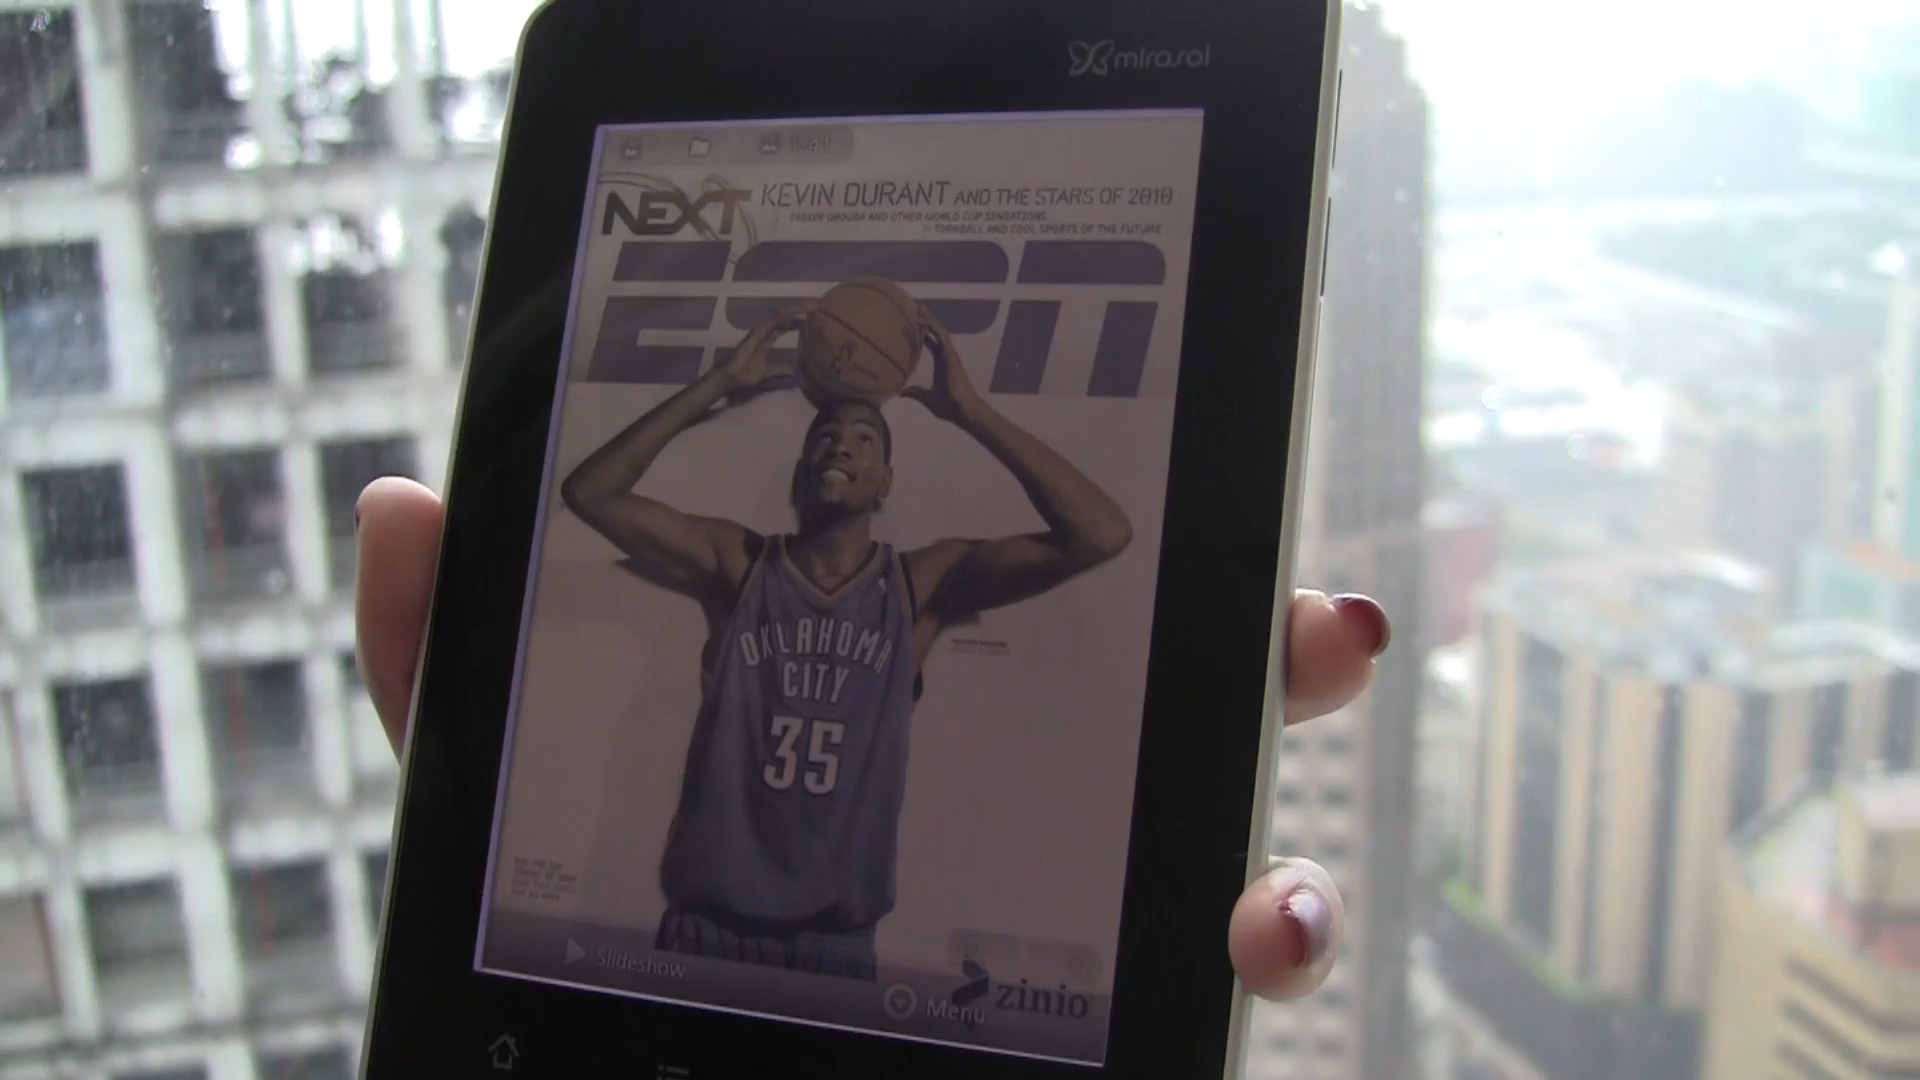 mirasol
NEXT
KEVIN DURANT AND THE STARS OF 2010
DIDIER DROGBA AND OTHER WORLD CUP SENSATIONS
TORNBALL AND COOL SPORTS OF THE FUTURE
ESPN
OKLAHOMA
CITY
35
Slideshow
Menu
zinio